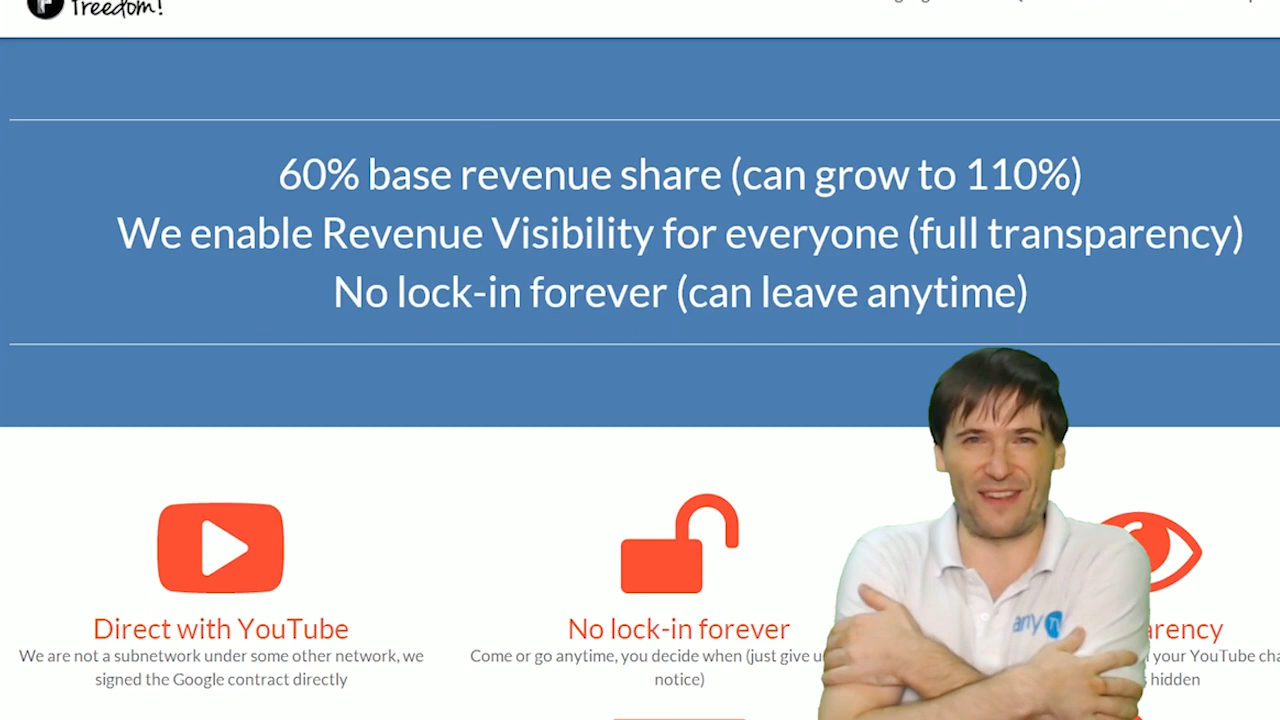 freedom!
60% base revenue share (can grow to 110%)
We enable Revenue Visibility for everyone (full transparency)
No lock-in forever (can leave anytime)
Direct with YouTube
We are not a subnetwork under some other network, we
signed the Google contract directly
No lock-in forever
Come or go anytime, you decide when (just give
notice)
your YouTube
hidden
any